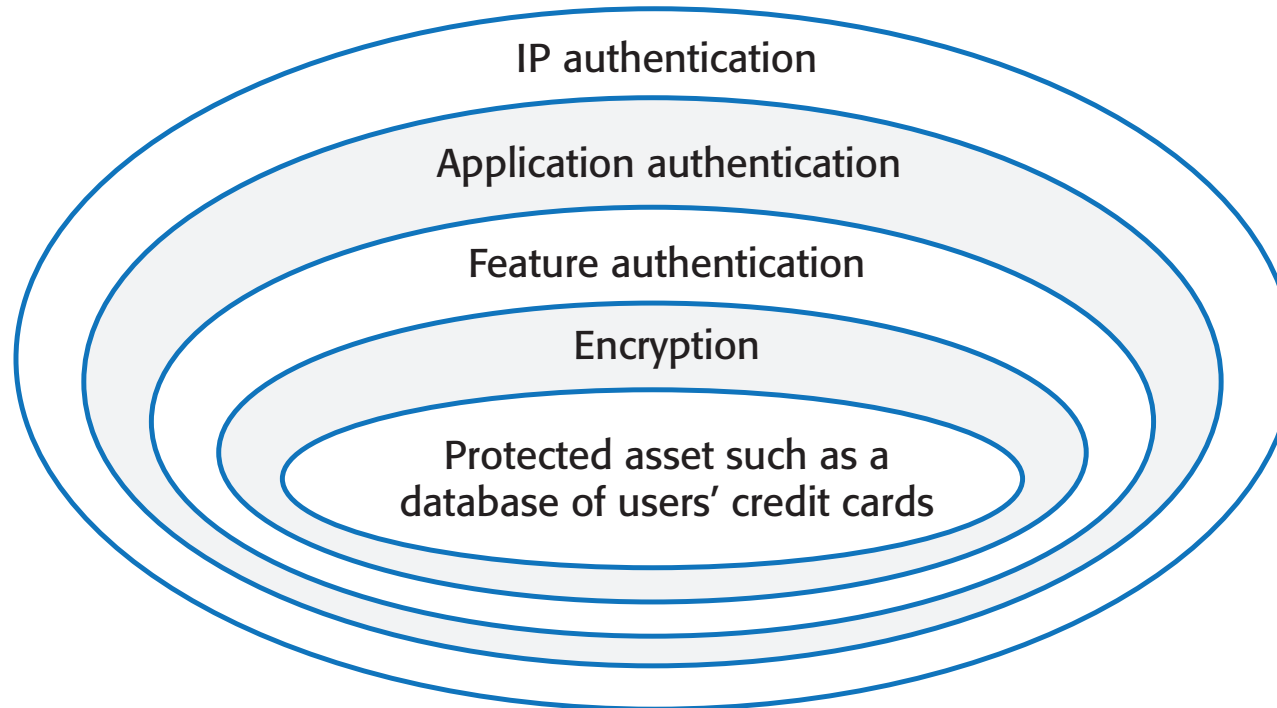 IP authentication
Application authentication
Feature authentication
Encryption
Protected asset such as a
database of users’ credit cards